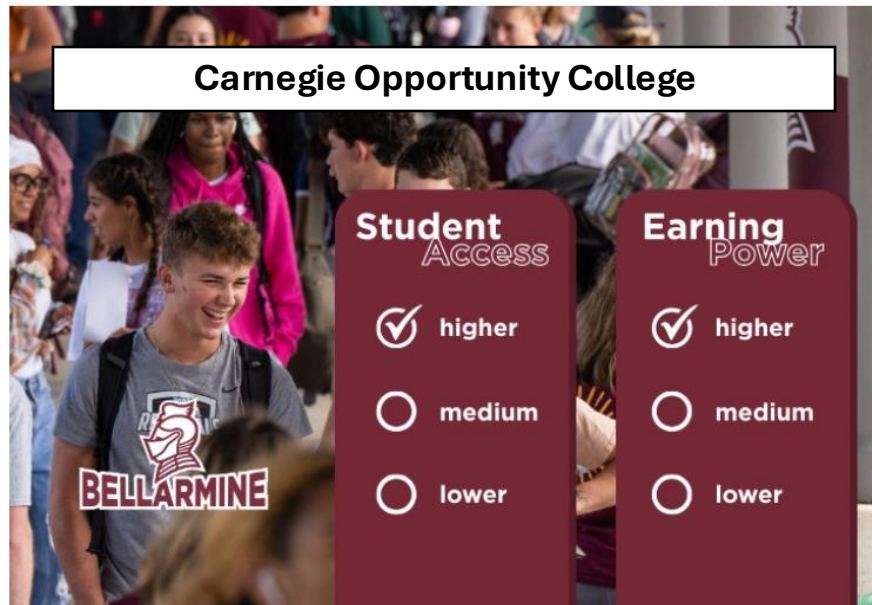 Carnegie Opportunity College
Student
Access
higher
medium
lower
Earning
Power
higher
medium
lower
BELLARMINE